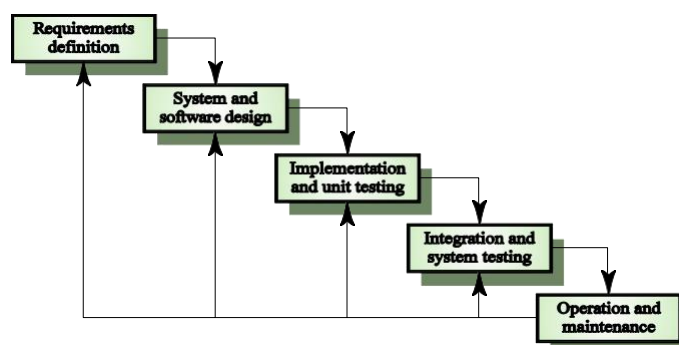 Requirements
definition
System and
software design
Implementation
and unit testing
Integration and
system testing
Operation and
maintenance